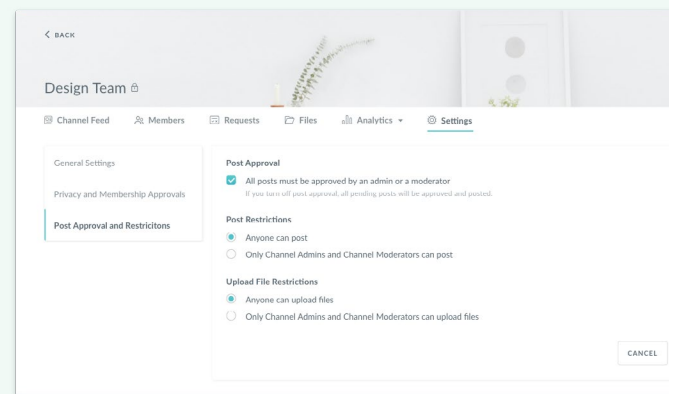 BACK
Design Team
Channel Feed Members Requests Files Analytics Settings
General Settings
Privacy and Membership Approvals
Post Approval and Restricitons
Post Approval
All posts must be approved by an admin or a moderator
If you turn off post approval, all pending posts will be approved and posted.
Post Restrictions
Anyone can post
Only Channel Admins and Channel Moderators can post
Upload File Restrictions
Anyone can upload files
Only Channel Admins and Channel Moderators can upload files
CANCEL